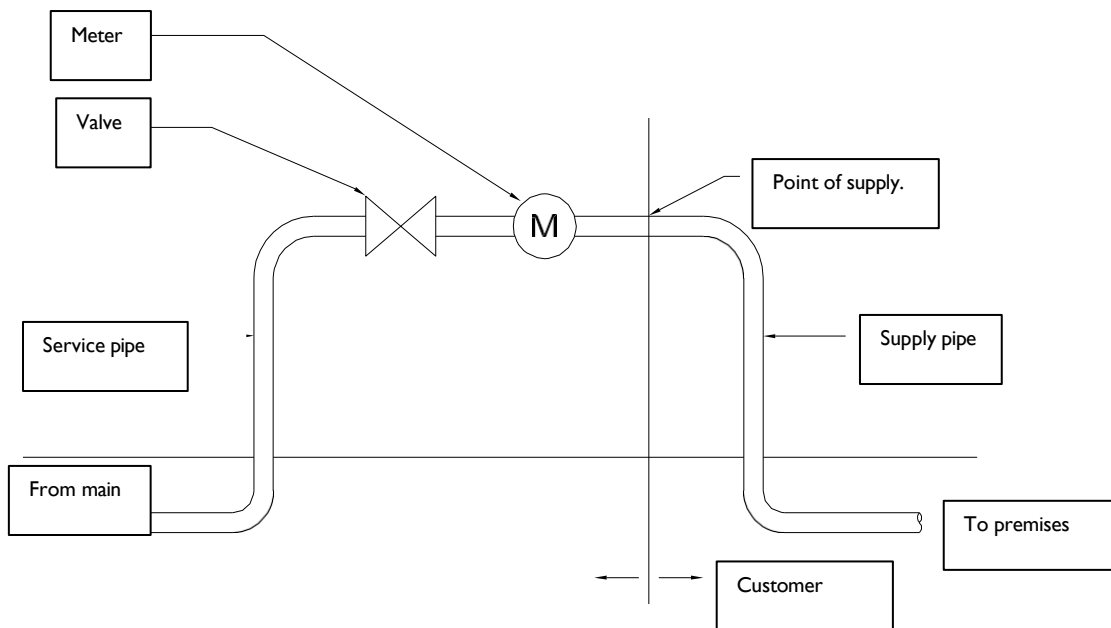 Meter
Valve
Point of supply.
M
Service pipe
Supply pipe
From main
To premises
Customer